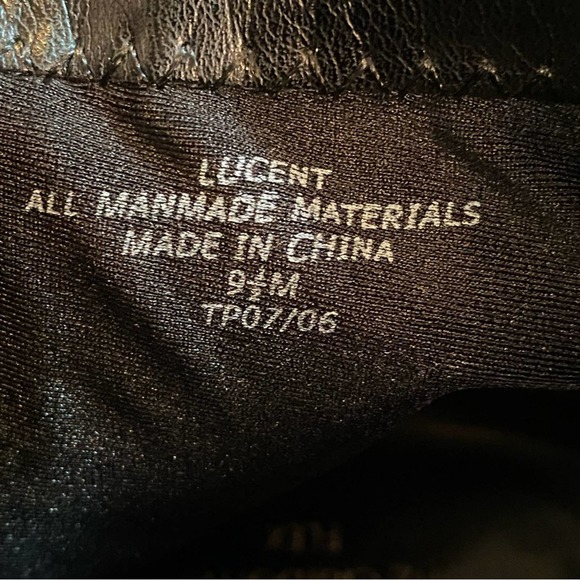 LUCENT
ALL MANMADE MATERIALS
MADE IN CHINA
9½M
TP07/06